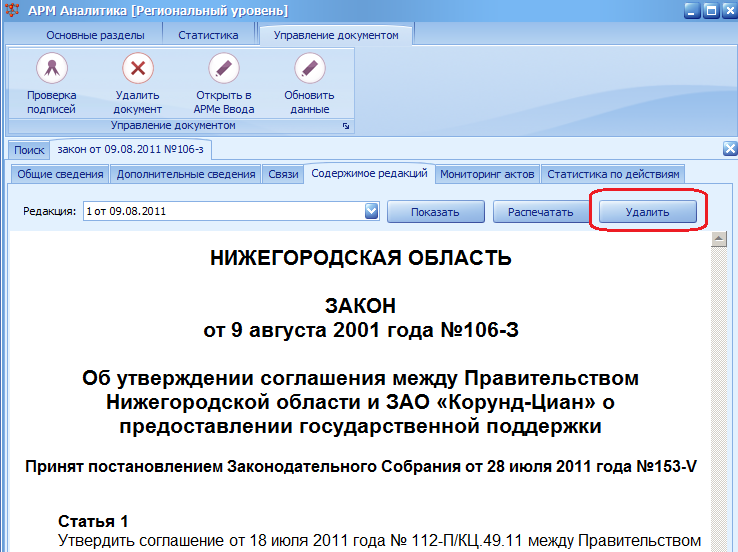 АРМ Аналитика [Региональный уровень]
Основные разделы Статистика Управление документом
Проверка подписей
Удалить документ
Открыть в АРМе Ввода
Обновить данные
Управление документом
Поиск закон от 09.08.2011 №106-з
Общие сведения Дополнительные сведения Связи Содержимое редакций Мониторинг актов Статистика по действиям
Редакция: 1 от 09.08.2011 Показать Распечатать Удалить
НИЖЕГОРОДСКАЯ ОБЛАСТЬ
ЗАКОН
от 9 августа 2001 года №106-З
Об утверждении соглашения между Правительством
Нижегородской области и ЗАО «Корунд-Циан» о
предоставлении государственной поддержки
Принят постановлением Законодательного Собрания от 28 июля 2011 года №153-V
Статья 1
Утвердить соглашение от 18 июля 2011 года № 112-П/КЦ.49.11 между Правительством